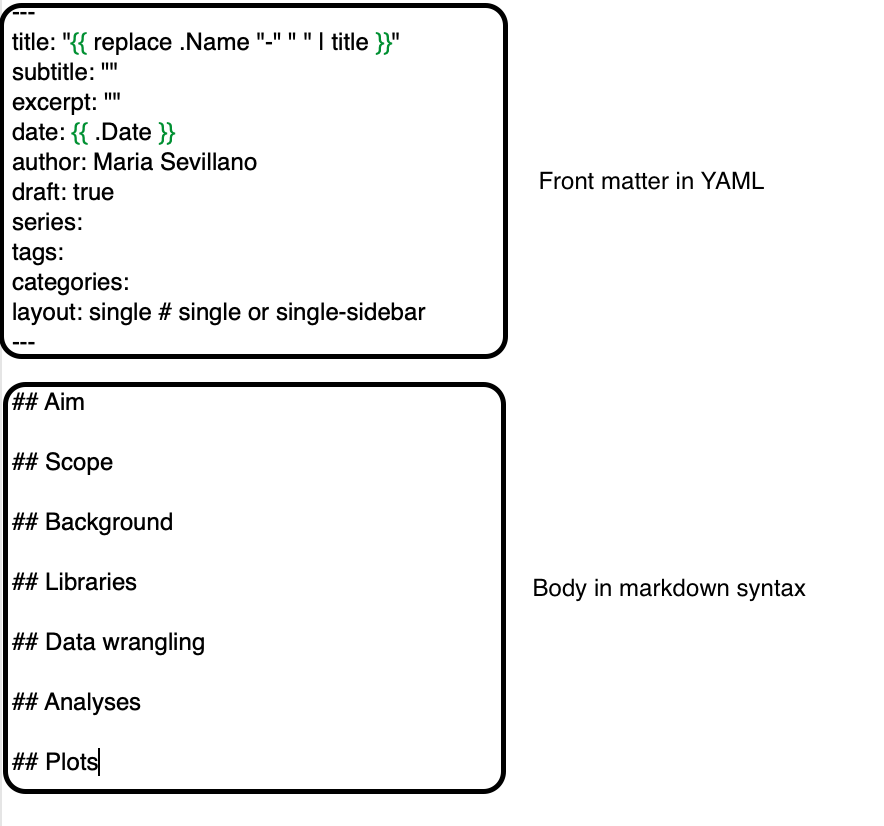 ---
title: "{{ replace .Name "-" " " | title }}"
subtitle: ""
excerpt: ""
date: {{ .Date }}
author: Maria Sevillano
draft: true
series:
tags:
categories:
layout: single # single or single-sidebar
---
Front matter in YAML
## Aim
## Scope
## Background
## Libraries
## Data wrangling
## Analyses
## Plots
Body in markdown syntax